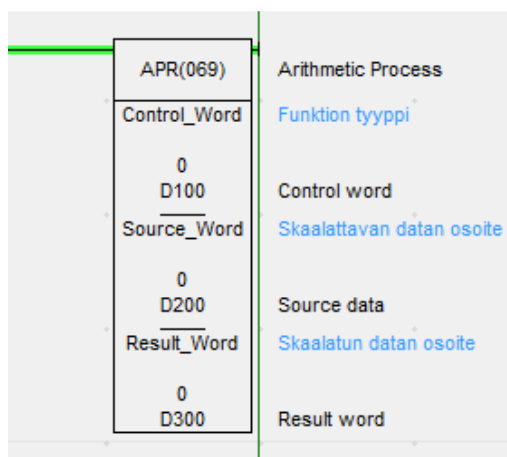 APR(069) Arithmetic Process
Control_Word Funktion tyyppi
0
D100 Control word
Source_Word Skaalattavan datan osoite
0
D200 Source data
Result_Word Skaalatun datan osoite
0
D300 Result word